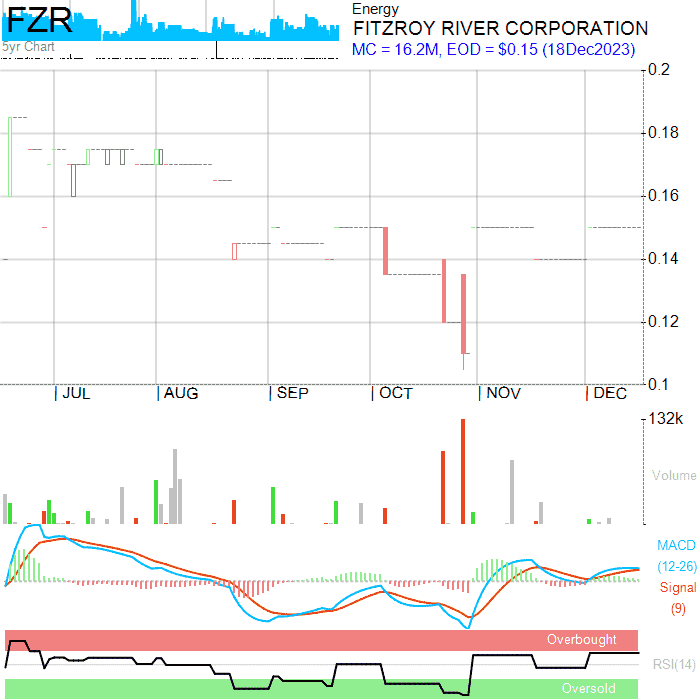 FZR
Energy
FITZROY RIVER CORPORATION
5yr Chart
MC = 16.2M, EOD = $0.15 (18Dec2023)
0.2
0.18
0.16
0.14
0.12
0.1
| JUL | AUG | SEP | OCT | NOV | DEC
132k
Volume
MACD
(12-26)
Signal
(9)
Overbought
RSI(14)
Oversold